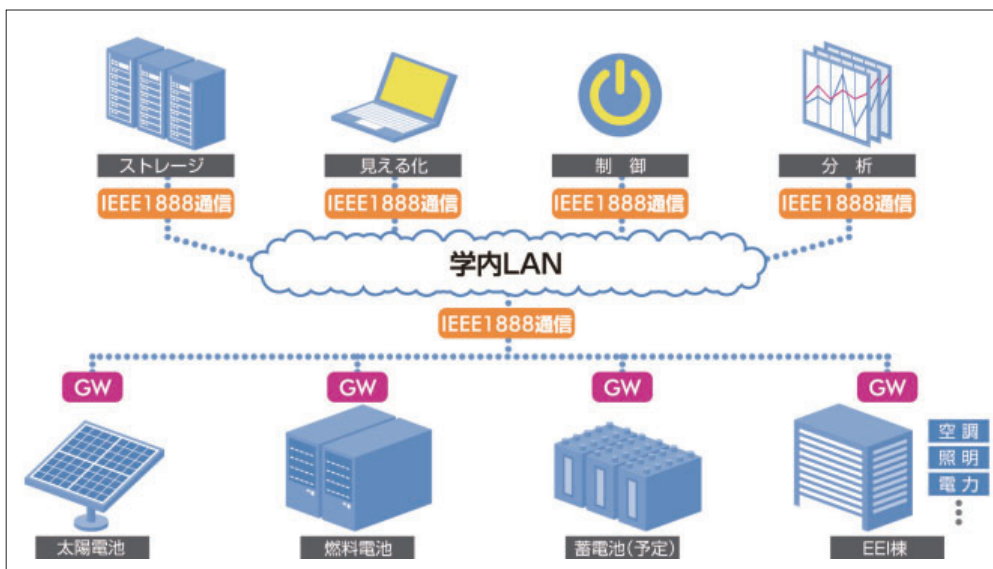 ストレージ
見える化
制 御
分 析
IEEE1888通信
IEEE1888通信
IEEE1888通信
IEEE1888通信
学内LAN
IEEE1888通信
GW
GW
GW
GW
空 調
照 明
電 力
太陽電池
燃料電池
蓄電池(予定)
EEI棟